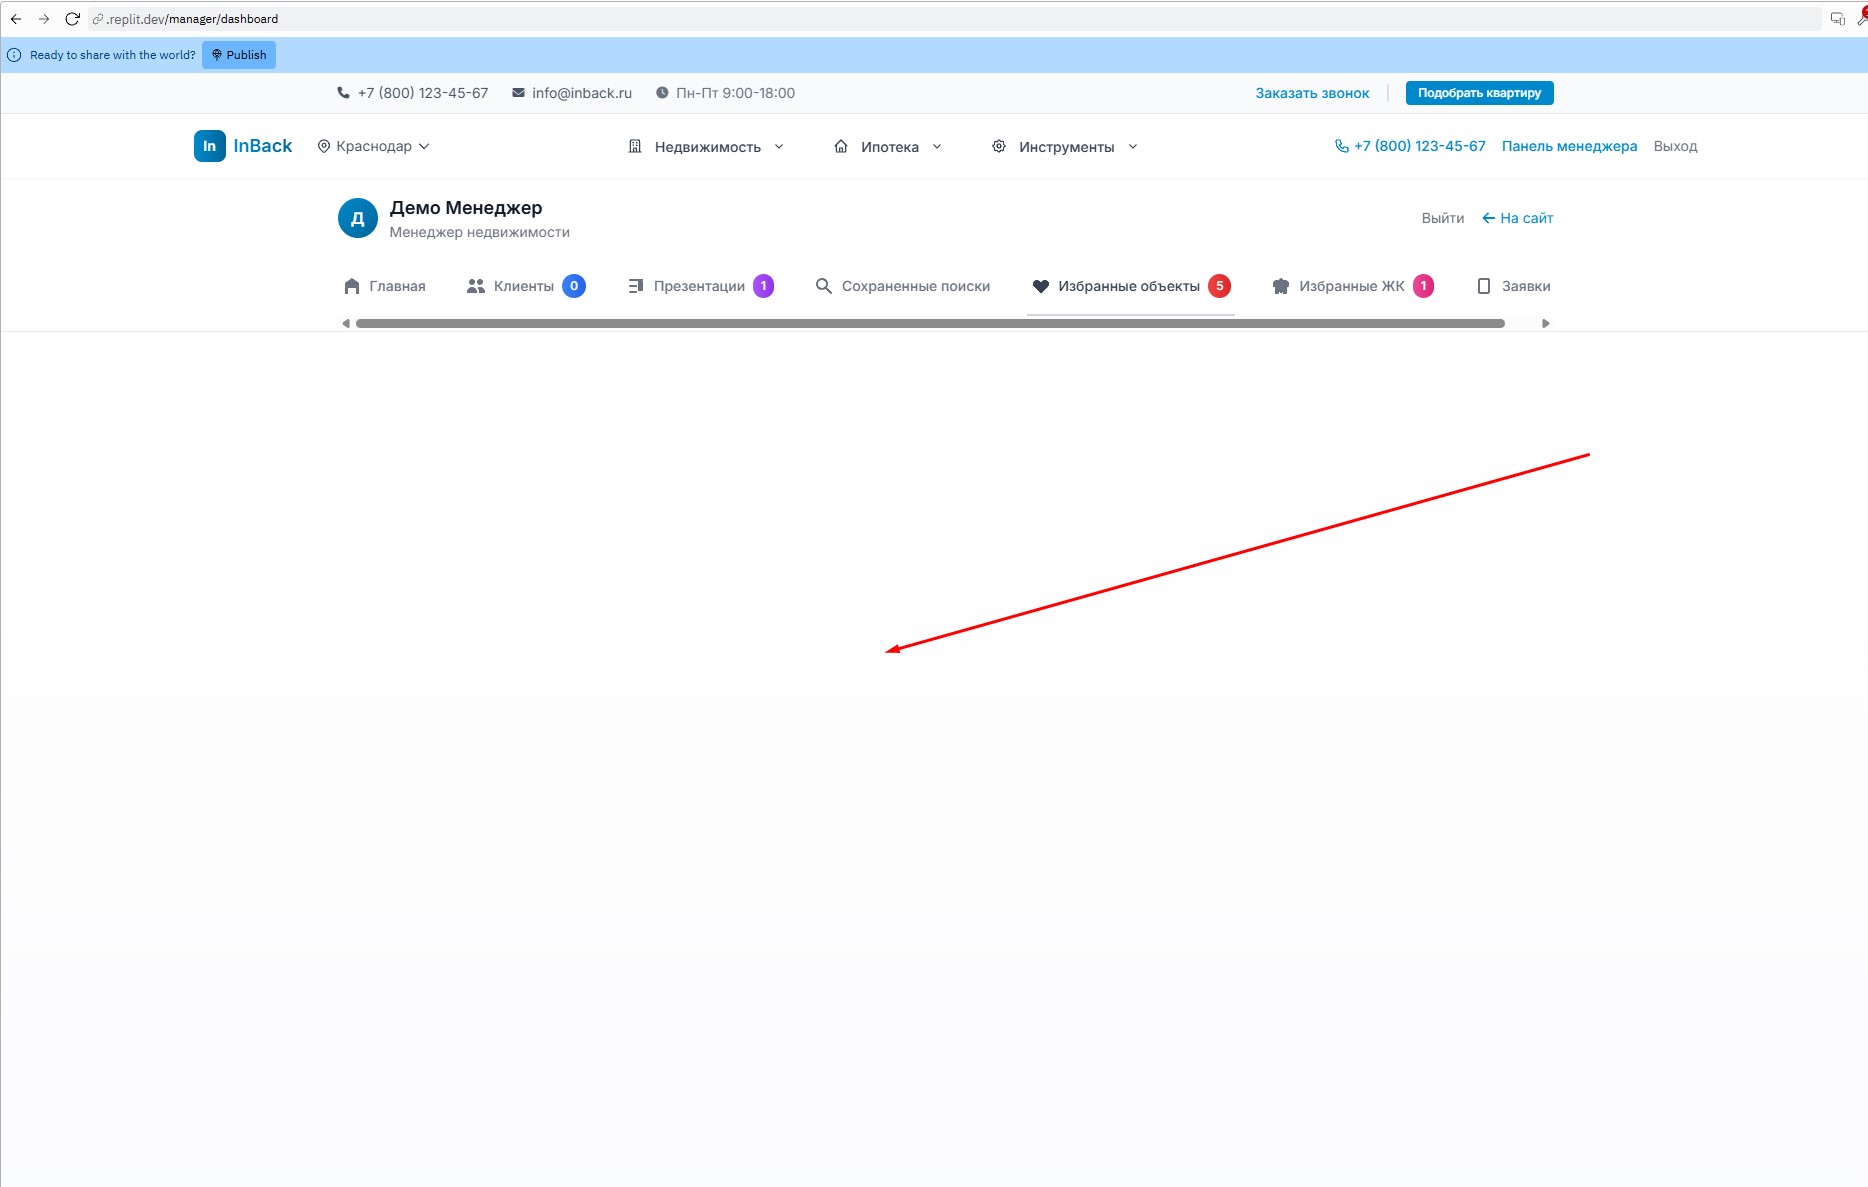 .replit.dev/manager/dashboard
Ready to share with the world? Publish
+7 (800) 123-45-67 info@inback.ru Пн-Пт 9:00-18:00 Заказать звонок Подобрать квартиру
In InBack Краснодар Недвижимость Ипотека Инструменты +7 (800) 123-45-67 Панель менеджера Выход
Д Демо Менеджер
Менеджер недвижимости
Выйти На сайт
Главная Клиенты 0 Презентации 1 Сохраненные поиски Избранные объекты 5 Избранные ЖК 1 Заявки